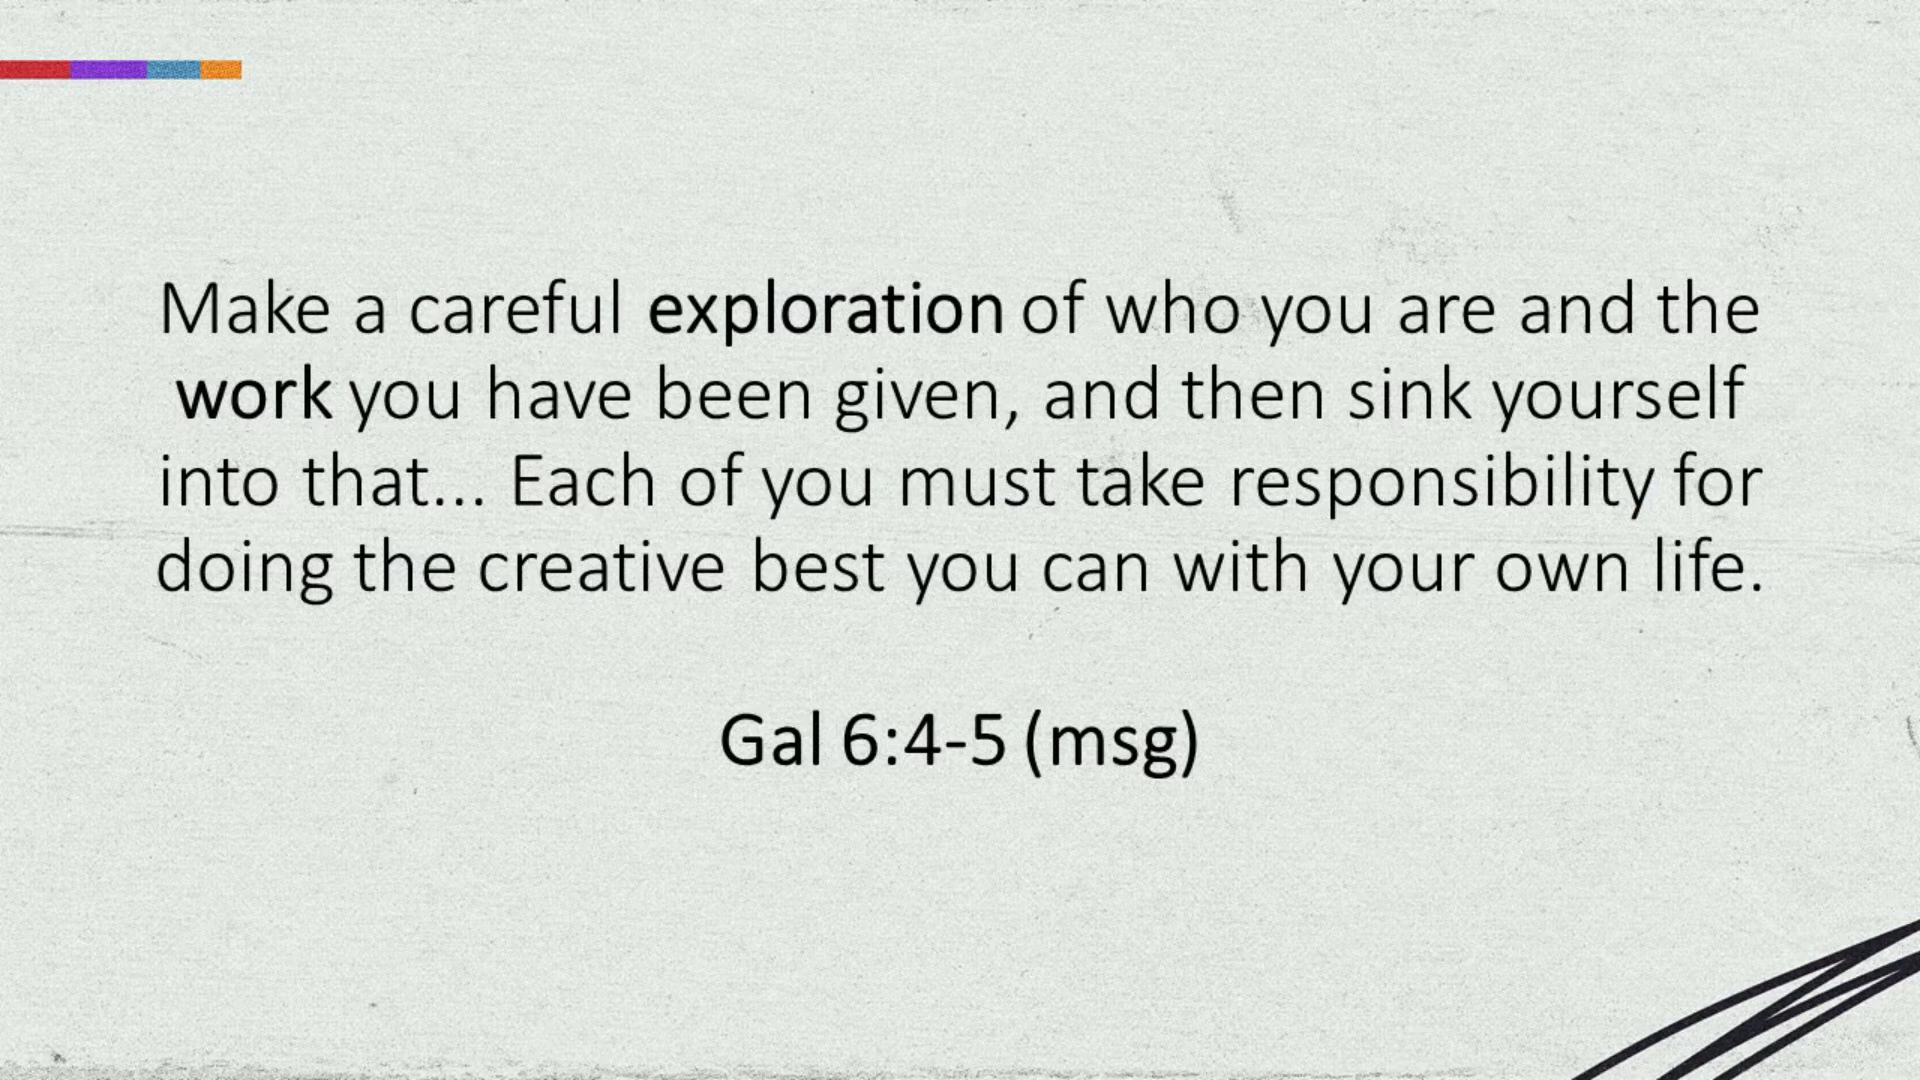 Make a careful exploration of who you are and the
work you have been given, and then sink yourself
into that... Each of you must take responsibility for
doing the creative best you can with your own life.
Gal 6:4-5 (msg)